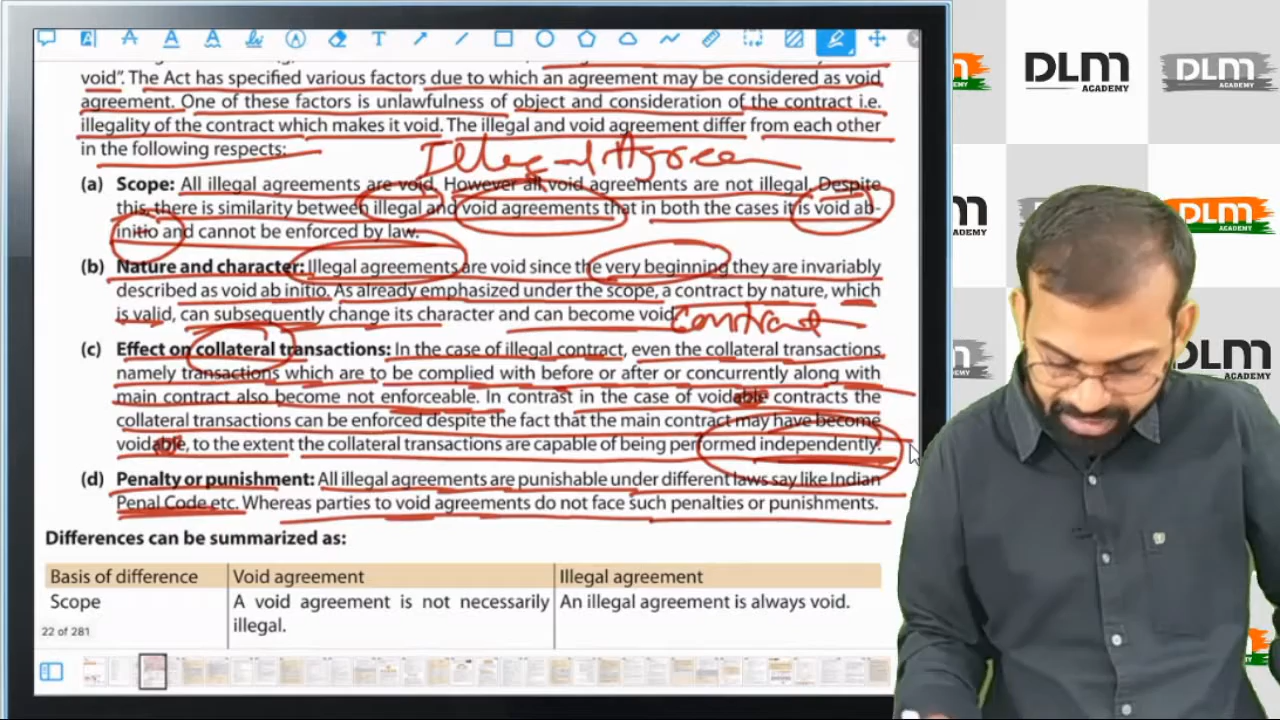 void”. The Act has specified various factors due to which an agreement may be considered as void
agreement. One of these factors is unlawfulness of object and consideration of the contract i.e.
illegality of the contract which makes it void. The illegal and void agreement differ from each other
in the following respects:
Illegal Agreem
(a) Scope: All illegal agreements are void. However all void agreements are not illegal. Despite
this, there is similarity between illegal and void agreements that in both the cases it is void ab-
initio and cannot be enforced by law.
(b) Nature and character: Illegal agreements are void since the very beginning they are invariably
described as void ab initio. As already emphasized under the scope, a contract by nature, which
is valid, can subsequently change its character and can become void
contract
(c) Effect on collateral transactions: In the case of illegal contract, even the collateral transactions
namely transactions which are to be complied with before or after or concurrently along with
main contract also become not enforceable. In contrast in the case of voidable contracts the
collateral transactions can be enforced despite the fact that the main contract may have become
voidable, to the extent the collateral transactions are capable of being performed independently.
(d) Penalty or punishment: All illegal agreements are punishable under different laws say like Indian
Penal Code etc. Whereas parties to void agreements do not face such penalties or punishments.
Differences can be summarized as:
Basis of difference Void agreement Illegal agreement
Scope A void agreement is not necessarily An illegal agreement is always void.
illegal.
22 of 281
DLM
ACADEMY
DLM
ACADEMY
DLM
ACADEMY
DLM
ACADEMY